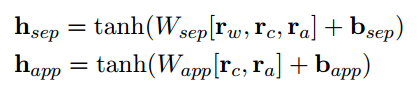 h_sep = tanh(W_sep[r_w, r_c, r_a] + b_sep)
h_app = tanh(W_app[r_c, r_a] + b_app)